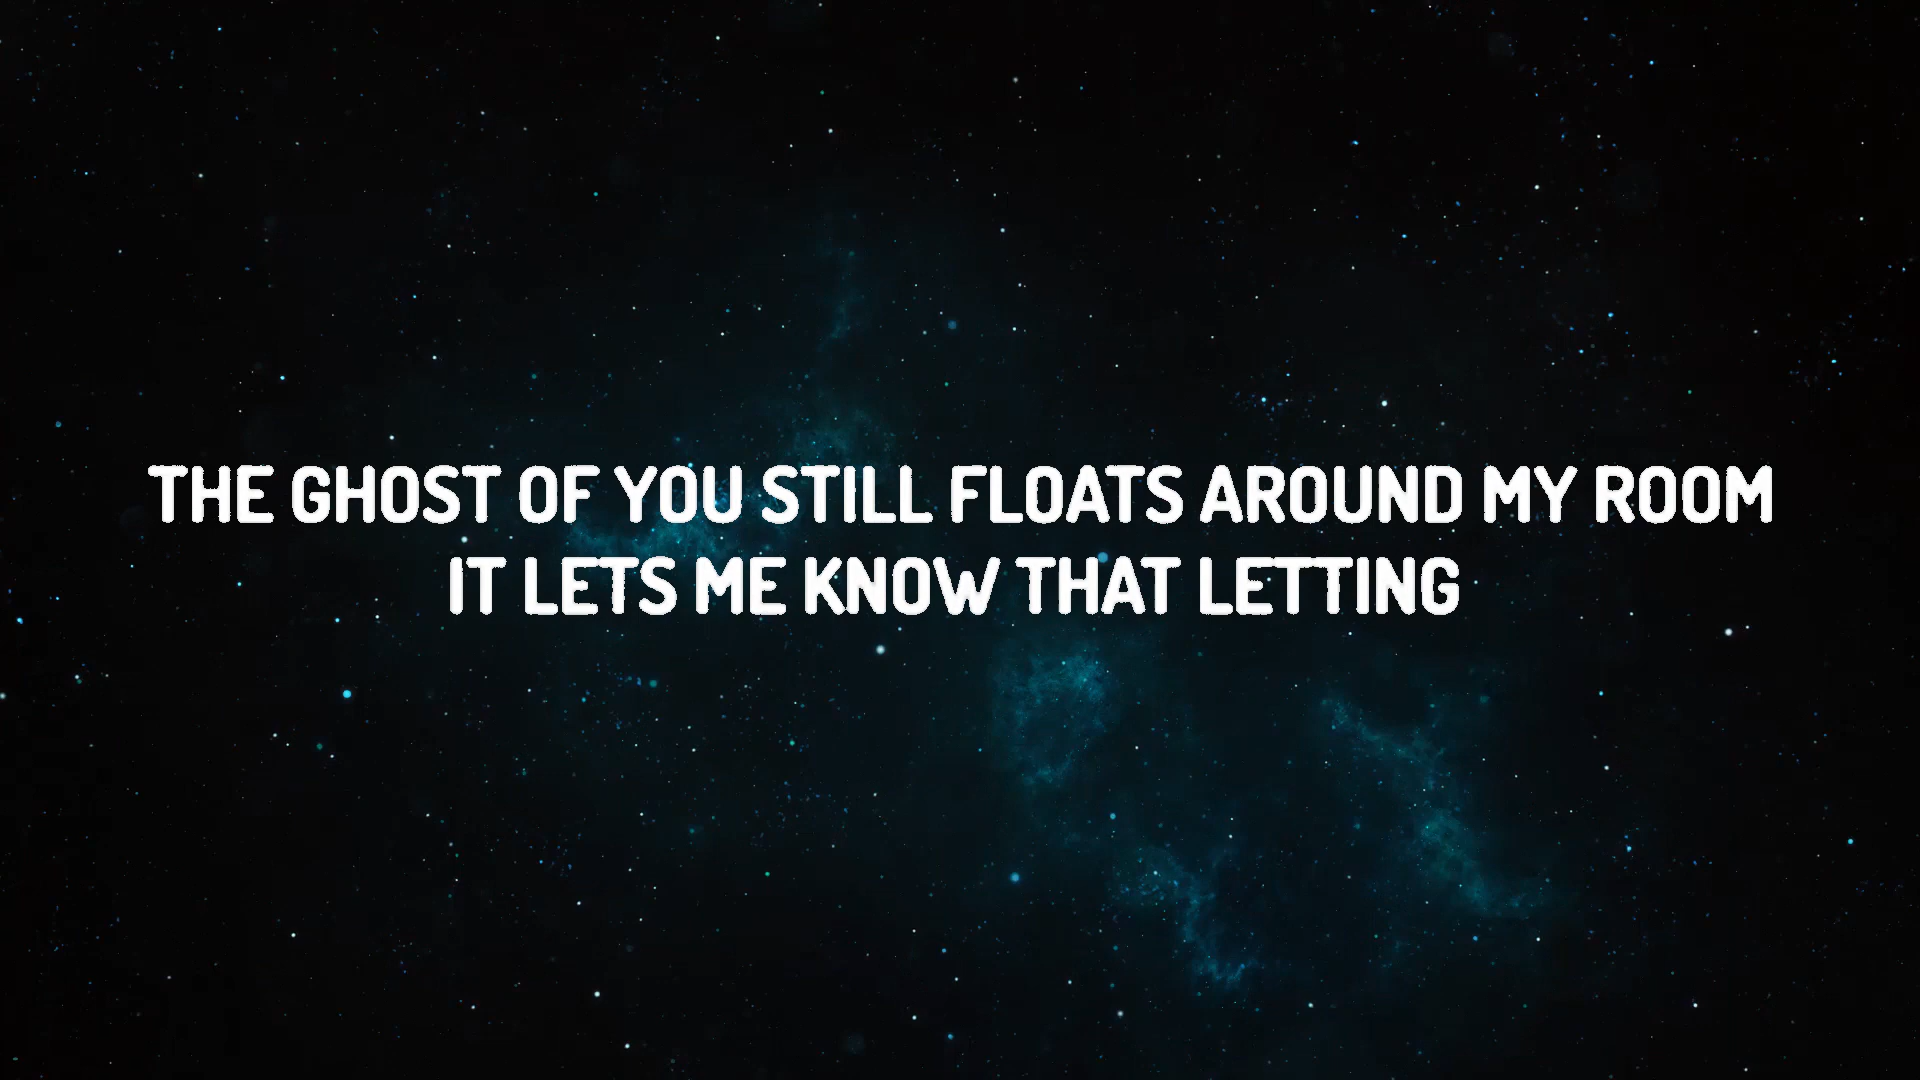 THE GHOST OF YOU STILL FLOATS AROUND MY ROOM
IT LETS ME KNOW THAT LETTING